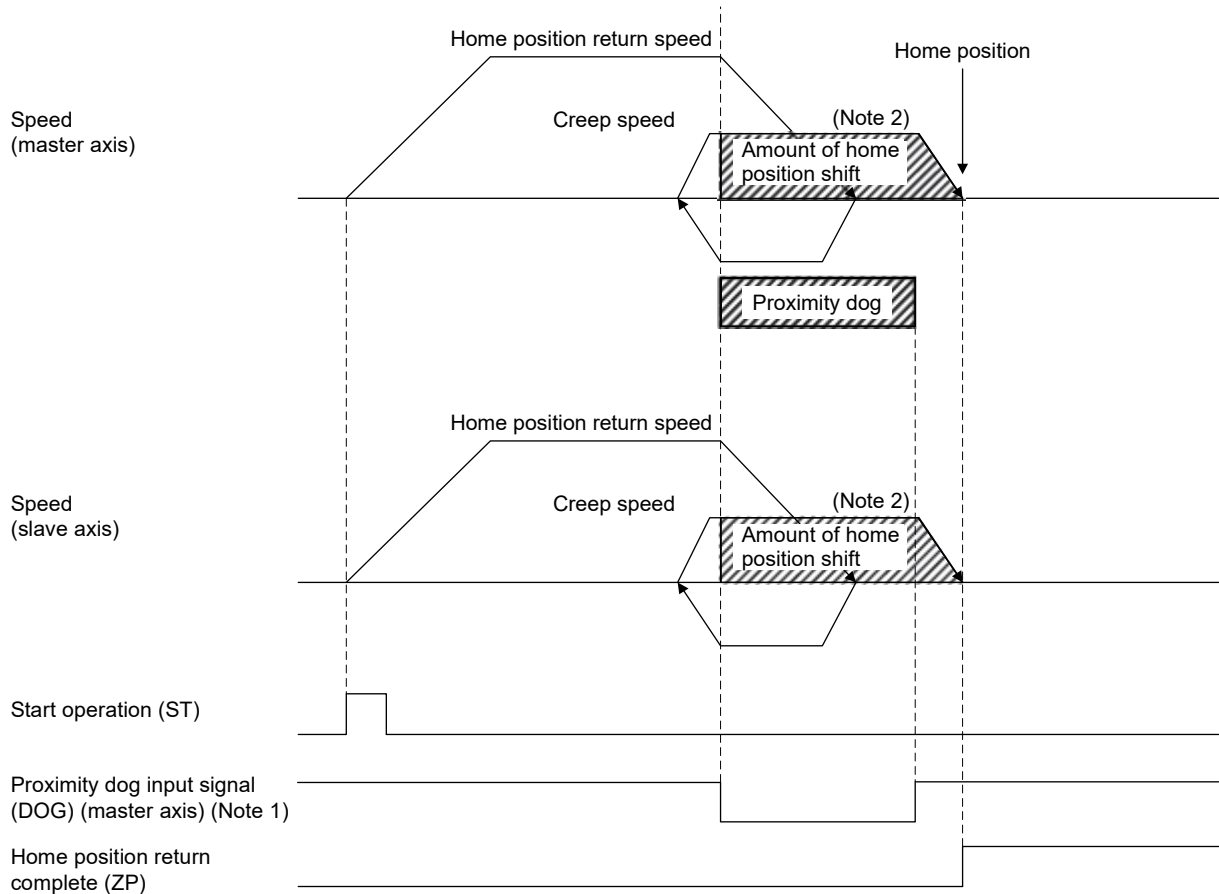 Home position return speed
Home position
Speed
(master axis)
Creep speed
(Note 2)
Amount of home
position shift
Proximity dog
Home position return speed
Speed
(slave axis)
Creep speed
(Note 2)
Amount of home
position shift
Start operation (ST)
Proximity dog input signal
(DOG) (master axis) (Note 1)
Home position return
complete (ZP)